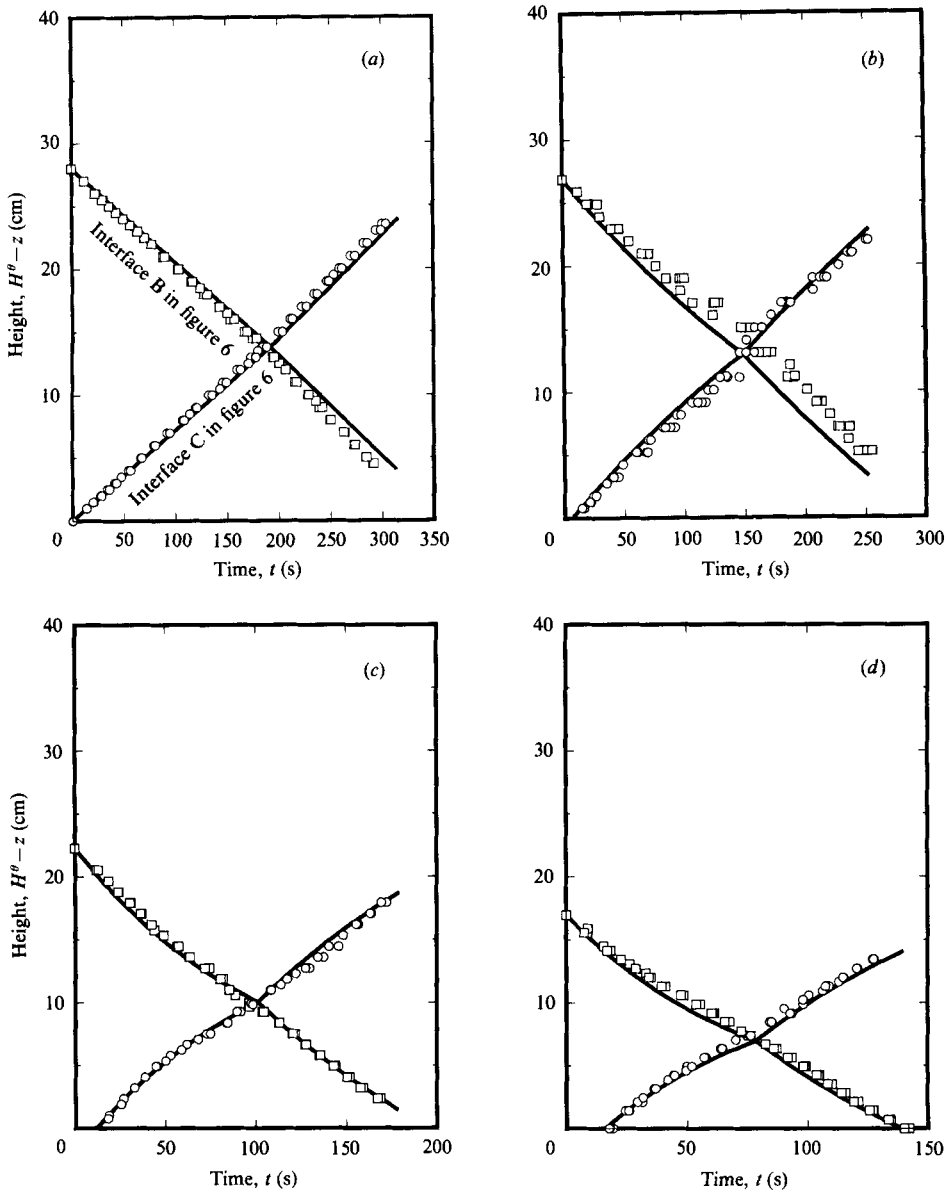 (a)
40
30
20
10
0
Height, H^θ − z (cm)
Interface B in figure 6
Interface C in figure 6
0 50 100 150 200 250 300 350
Time, t (s)
(b)
40
30
20
10
0 50 100 150 200 250 300
Time, t (s)
(c)
40
30
20
10
Height, H^θ − z (cm)
0 50 100 150 200
Time, t (s)
(d)
40
30
20
10
0 50 100 150
Time, t (s)